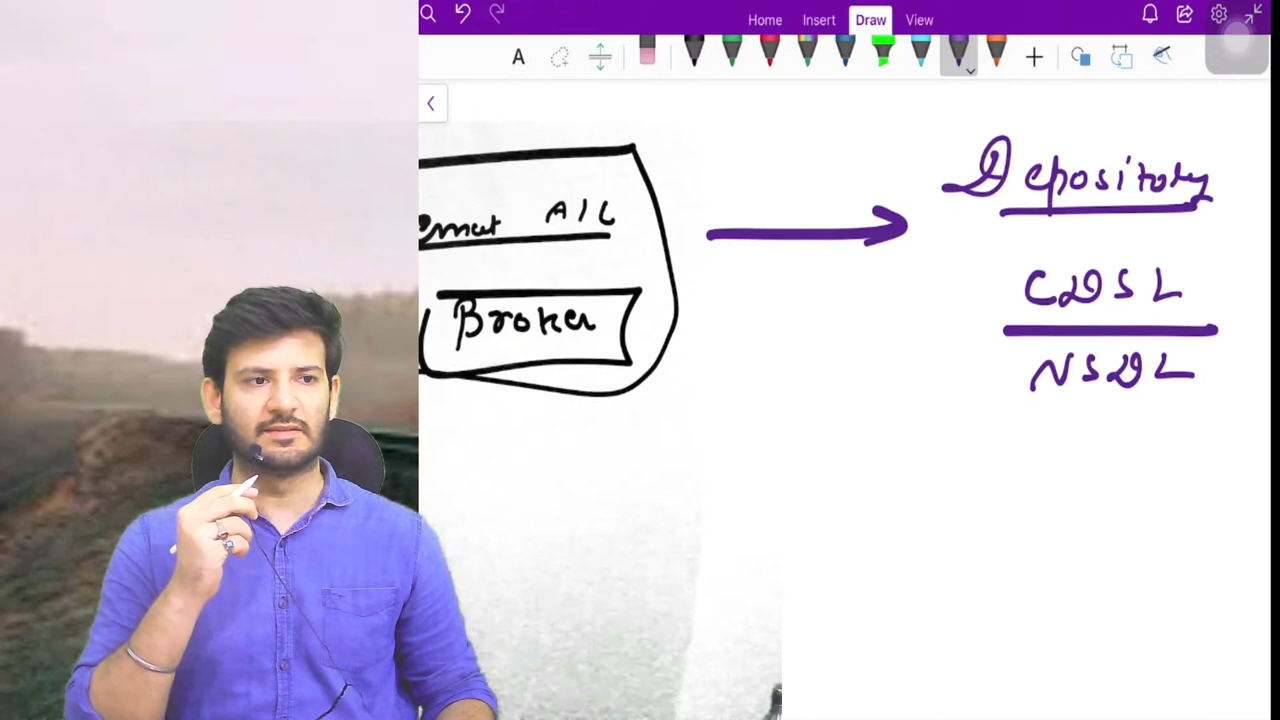 Home Insert Draw View
A
Depository
emat A/C
CDSL
Broker
NSDL